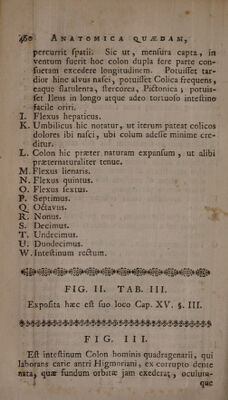 460 ANATOMICA QUÆDAM,
percurrit spatii. Sic ut, mensura capta, in
ventum fuerit hoc colon dupla fere parte con-
suetam excedere longitudinem. Potuisset tar-
dior hinc alvus nasci, potuisset Colica frequens,
eaque flatulenta, stercorea, Pictonica; potuis-
set Ileus in longo atque adeo tortuoso intestino
facile oriri.
I. Flexus hepaticus.
K. Umbilicus hic notatur, ut iterum pateat colicos
dolores ibi nasci, ubi colum adesse minime cre-
ditur.
L. Colon hic præter naturam expansum, ut alibi
præternaturaliter tenue.
M. Flexus lienaris.
N. Flexus quintus.
O. Flexus sextus.
P. Septimus.
Q. Octavus.
R. Nonus.
S. Decimus.
T. Undecimus.
U. Duodecimus.
W. Intestinum rectum.
FIG. II. TAB. III.
Exposita hæc est suo loco Cap. XV. §. III.
FIG. III.
Est intestinum Colon hominis quadragenarii, qui
laborans carie antri Higmoriani, ex corrupto dente
nata, quæ fundum orbitæ jam exederat, oculum-
que